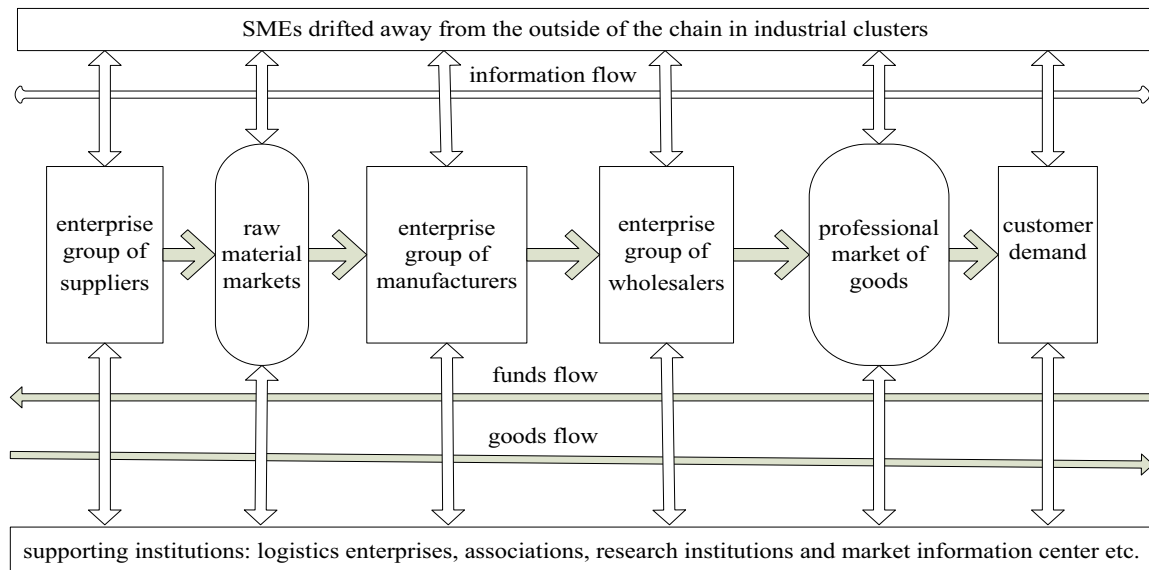 SMEs drifted away from the outside of the chain in industrial clusters
information flow
enterprise
group of
suppliers
raw
material
markets
enterprise
group of
manufacturers
enterprise
group of
wholesalers
professional
market of
goods
customer
demand
funds flow
goods flow
supporting institutions: logistics enterprises, associations, research institutions and market information center etc.